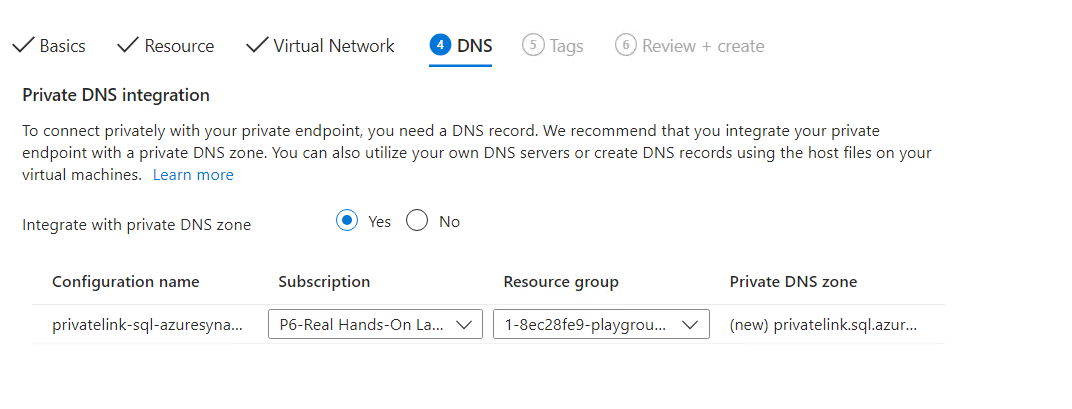 Basics Resource Virtual Network 4 DNS 5 Tags 6 Review + create
Private DNS integration
To connect privately with your private endpoint, you need a DNS record. We recommend that you integrate your private
endpoint with a private DNS zone. You can also utilize your own DNS servers or create DNS records using the host files on your
virtual machines. Learn more
Integrate with private DNS zone Yes No
Configuration name Subscription Resource group Private DNS zone
privatelink-sql-azuresyna... P6-Real Hands-On La... 1-8ec28fe9-playgrou... (new) privatelink.sql.azur...